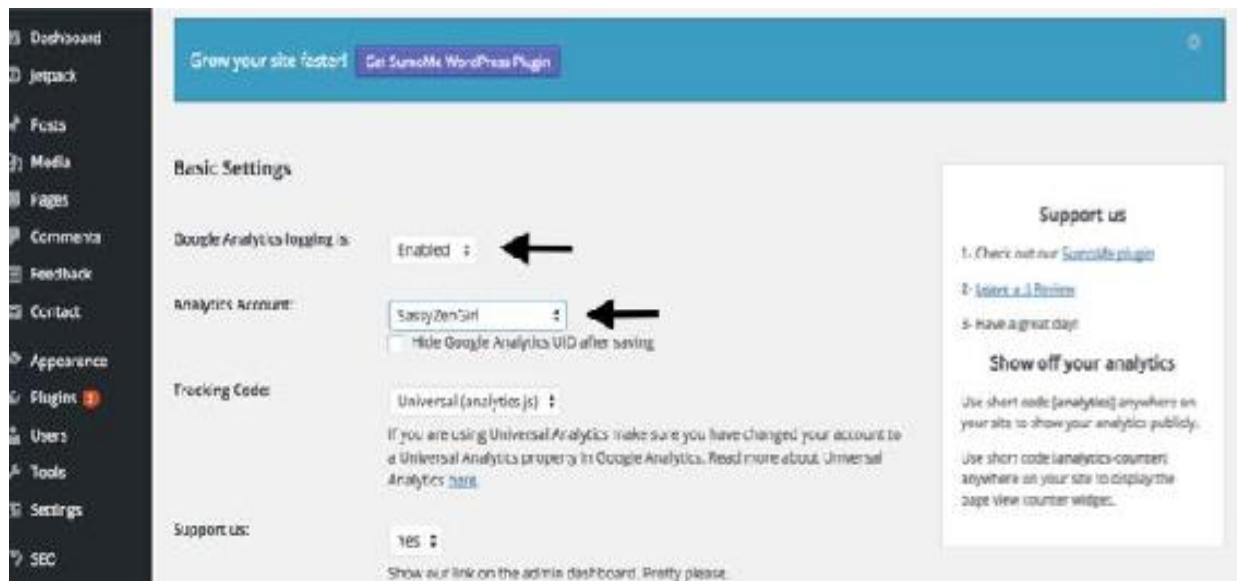 Dashboard
Jetpack
Posts
Media
Pages
Comments
Feedback
Contact
Appearance
Plugins
Users
Tools
Settings
SEO
Grow your site faster! Get SumoMe WordPress Plugin
Basic Settings
Google Analytics logging is:
Enabled
Analytics Account:
SassyZenGirl
Hide Google Analytics UID after saving
Tracking Code:
Universal (analytics.js)
If you are using Universal Analytics make sure you have changed your account to
a Universal Analytics property in Google Analytics. Read more about Universal
Analytics here.
Support us:
Yes
Show our link on the admin dashboard. Pretty please.
Support us
1- Check out our SumoMe plugin
2- Leave a Review
3- Have a great day!
Show off your analytics
Use short code [analytics] anywhere on
your site to show your analytics publicly.
Use short code [analytics-counter]
anywhere on your site to display the
page view counter widget.